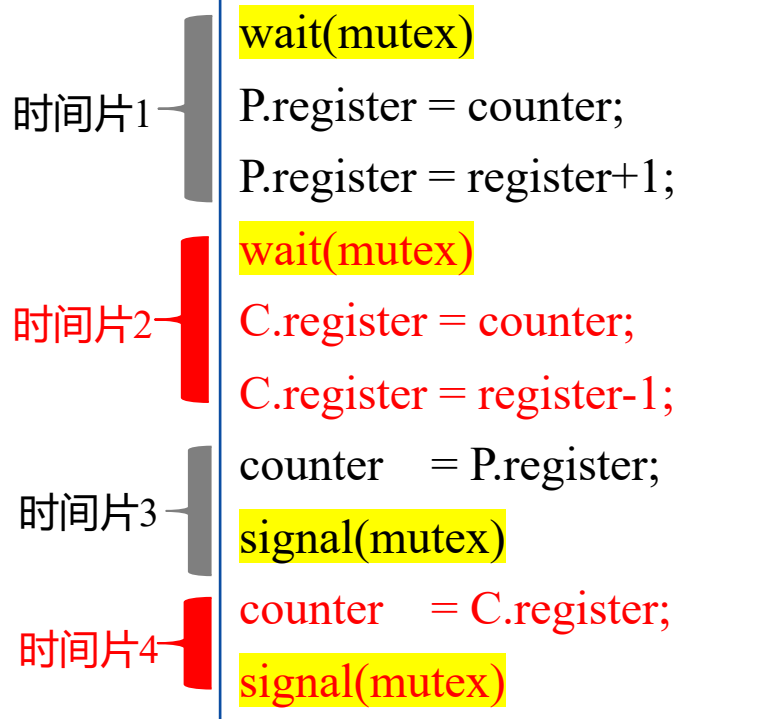 wait(mutex)
时间片1
P.register = counter;
P.register = register+1;
wait(mutex)
时间片2
C.register = counter;
C.register = register-1;
counter = P.register;
时间片3
signal(mutex)
counter = C.register;
时间片4
signal(mutex)